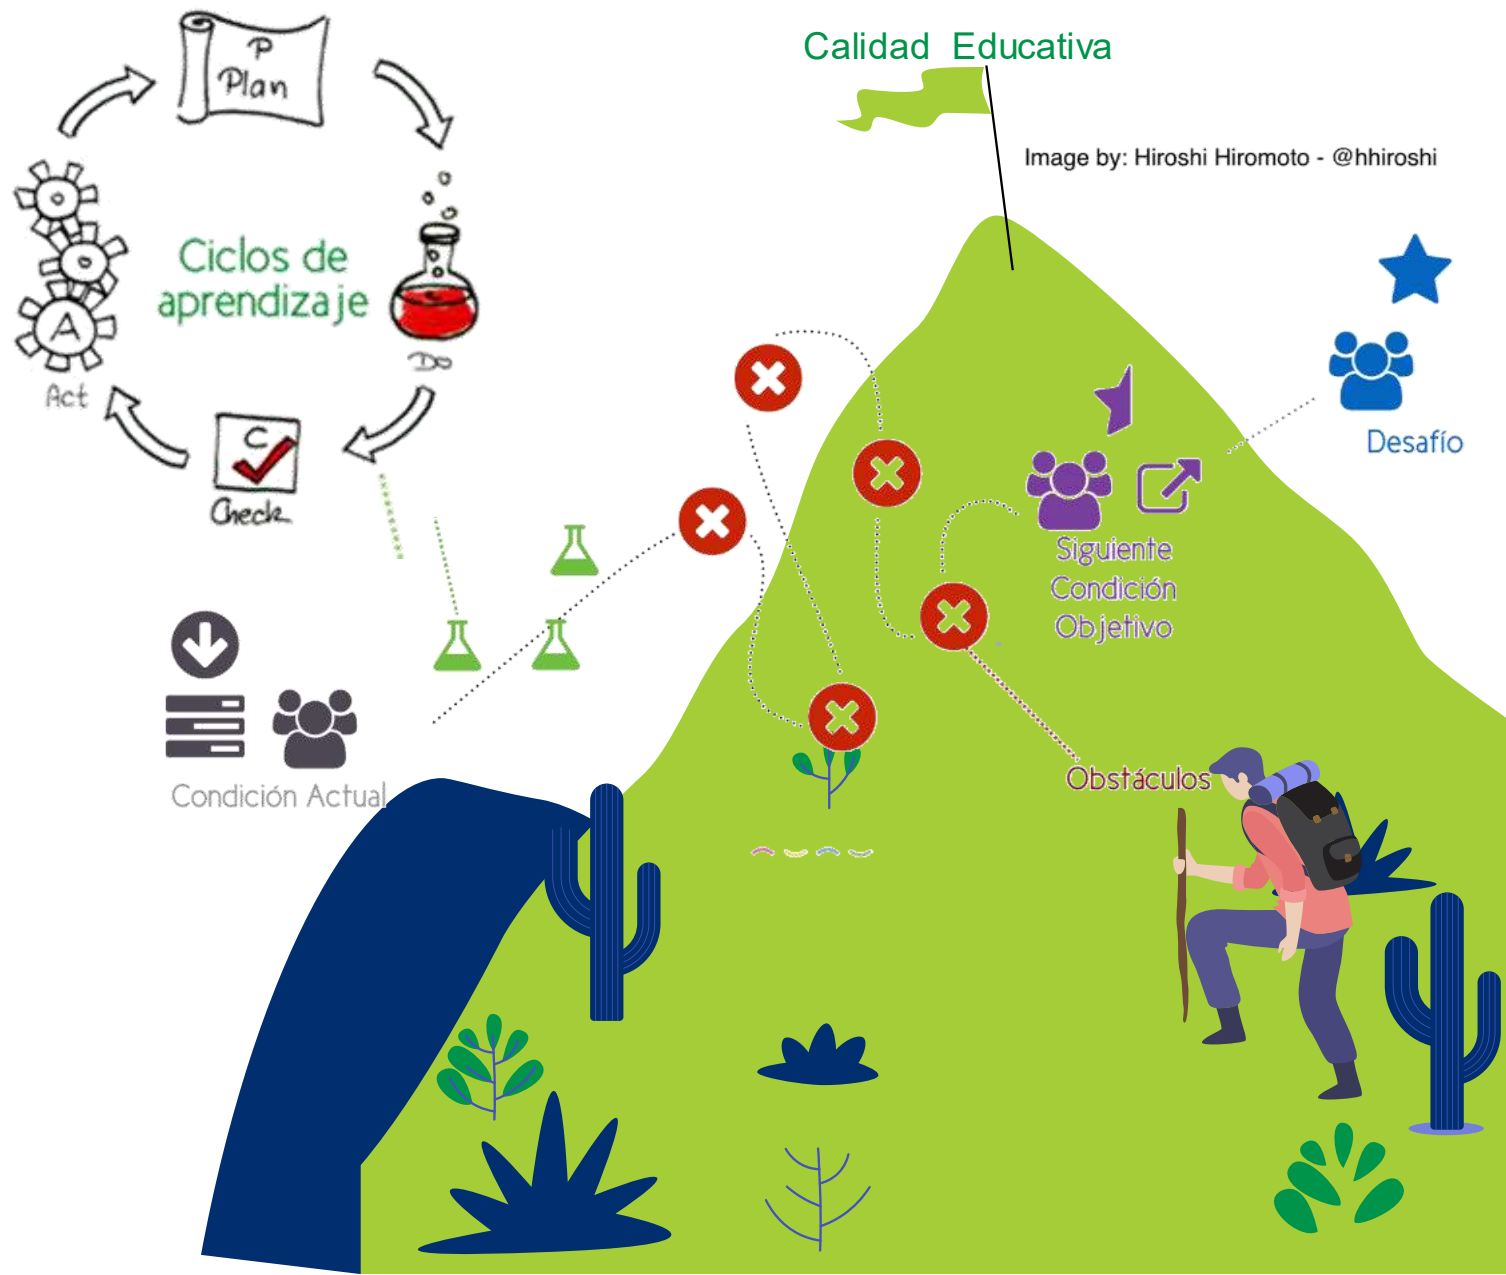 Calidad Educativa
Image by: Hiroshi Hiromoto - @hhiroshi
P
Plan
Ciclos de
aprendizaje
Do
A
Act
C
Check
Desafío
Siguiente
Condición
Objetivo
Obstáculos
Condición Actual